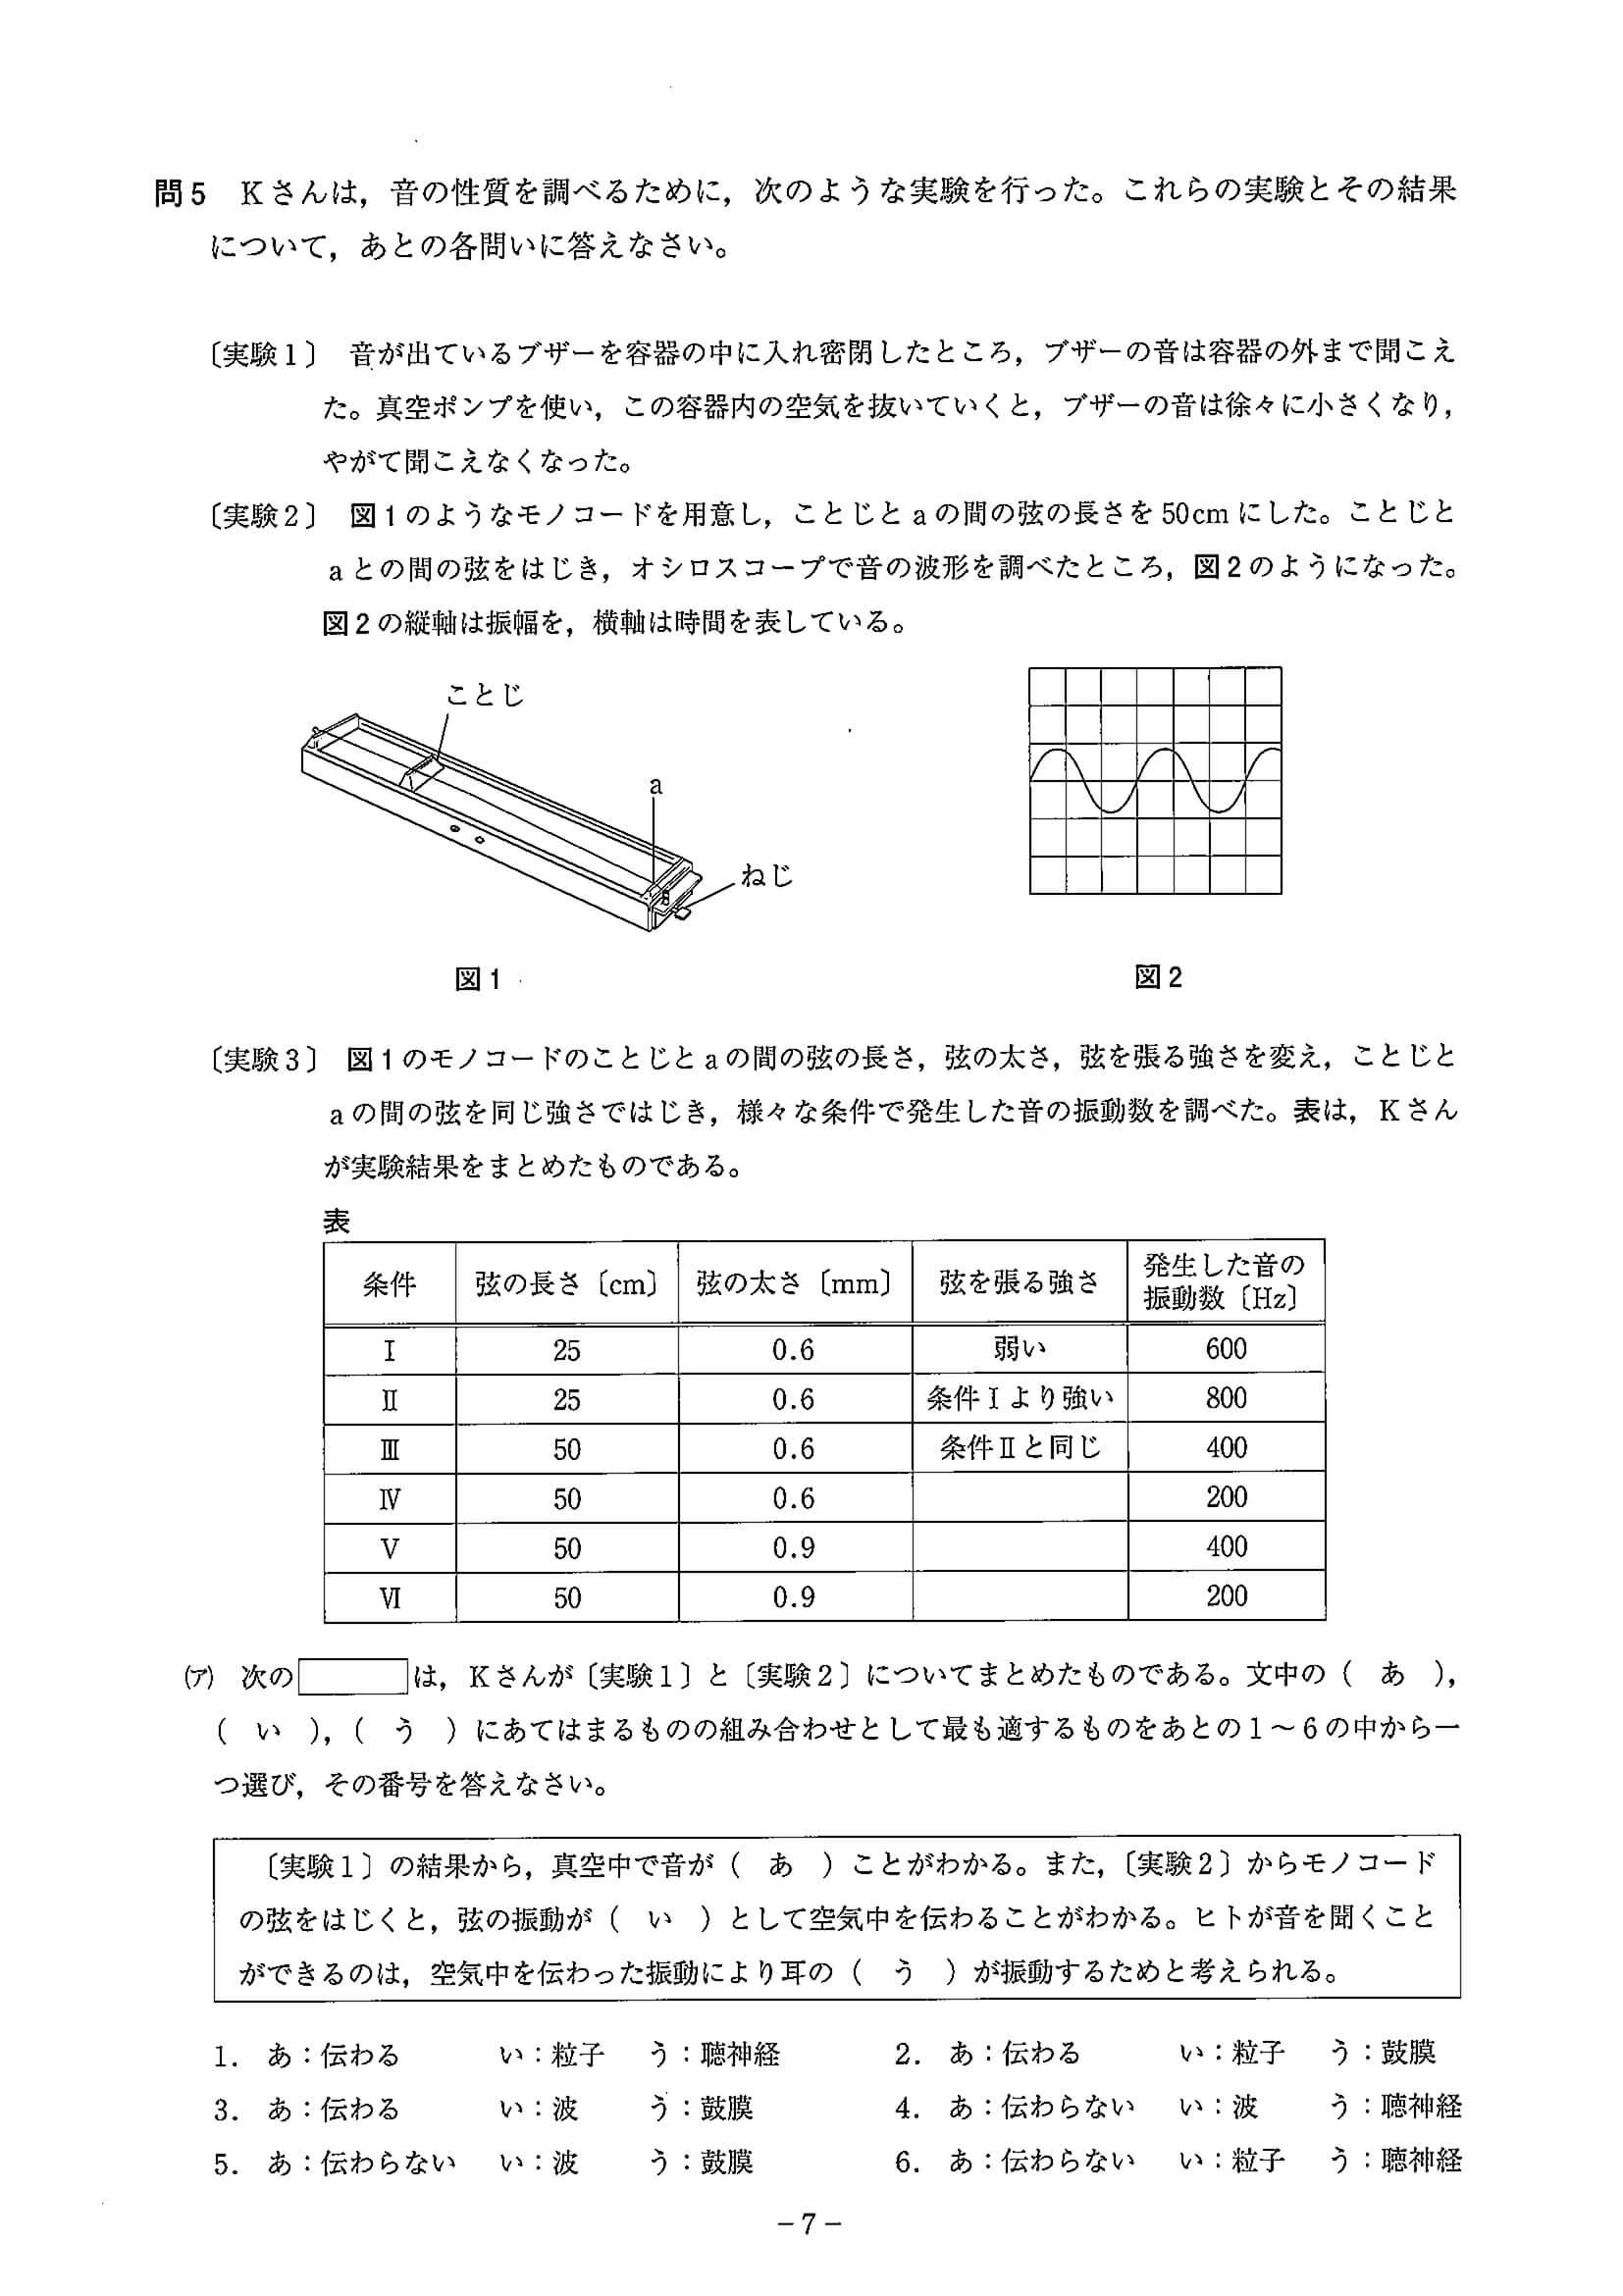 問5 Kさんは，音の性質を調べるために，次のような実験を行った。これらの実験とその結果
について，あとの各問いに答えなさい。
〔実験1〕 音が出ているブザーを容器の中に入れ密閉したところ，ブザーの音は容器の外まで聞こえ
た。真空ポンプを使い，この容器内の空気を抜いていくと，ブザーの音は徐々に小さくなり，
やがて聞こえなくなった。
〔実験2〕 図1のようなモノコードを用意し，ことじとaの間の弦の長さを50cmにした。ことじと
aとの間の弦をはじき，オシロスコープで音の波形を調べたところ，図2のようになった。
図2の縦軸は振幅を，横軸は時間を表している。
ことじ
a
ねじ
図1
図2
〔実験3〕 図1のモノコードのことじとaの間の弦の長さ，弦の太さ，弦を張る強さを変え，ことじと
aの間の弦を同じ強さではじき，様々な条件で発生した音の振動数を調べた。表は，Kさん
が実験結果をまとめたものである。
表
条件 弦の長さ〔cm〕 弦の太さ〔mm〕 弦を張る強さ 発生した音の
振動数〔Hz〕
Ⅰ 25 0.6 弱い 600
Ⅱ 25 0.6 条件Ⅰより強い 800
Ⅲ 50 0.6 条件Ⅱと同じ 400
Ⅳ 50 0.6 200
Ⅴ 50 0.9 400
Ⅵ 50 0.9 200
(ア) 次の は，Kさんが〔実験1〕と〔実験2〕についてまとめたものである。文中の（ あ ），
（ い ），（ う ）にあてはまるものの組み合わせとして最も適するものをあとの1～6の中から一
つ選び，その番号を答えなさい。
〔実験1〕の結果から，真空中で音が（ あ ）ことがわかる。また，〔実験2〕からモノコード
の弦をはじくと，弦の振動が（ い ）として空気中を伝わることがわかる。ヒトが音を聞くこと
ができるのは，空気中を伝わった振動により耳の（ う ）が振動するためと考えられる。
1. あ：伝わる い：粒子 う：聴神経 2. あ：伝わる い：粒子 う：鼓膜
3. あ：伝わる い：波 う：鼓膜 4. あ：伝わらない い：波 う：聴神経
5. あ：伝わらない い：波 う：鼓膜 6. あ：伝わらない い：粒子 う：聴神経
－7－